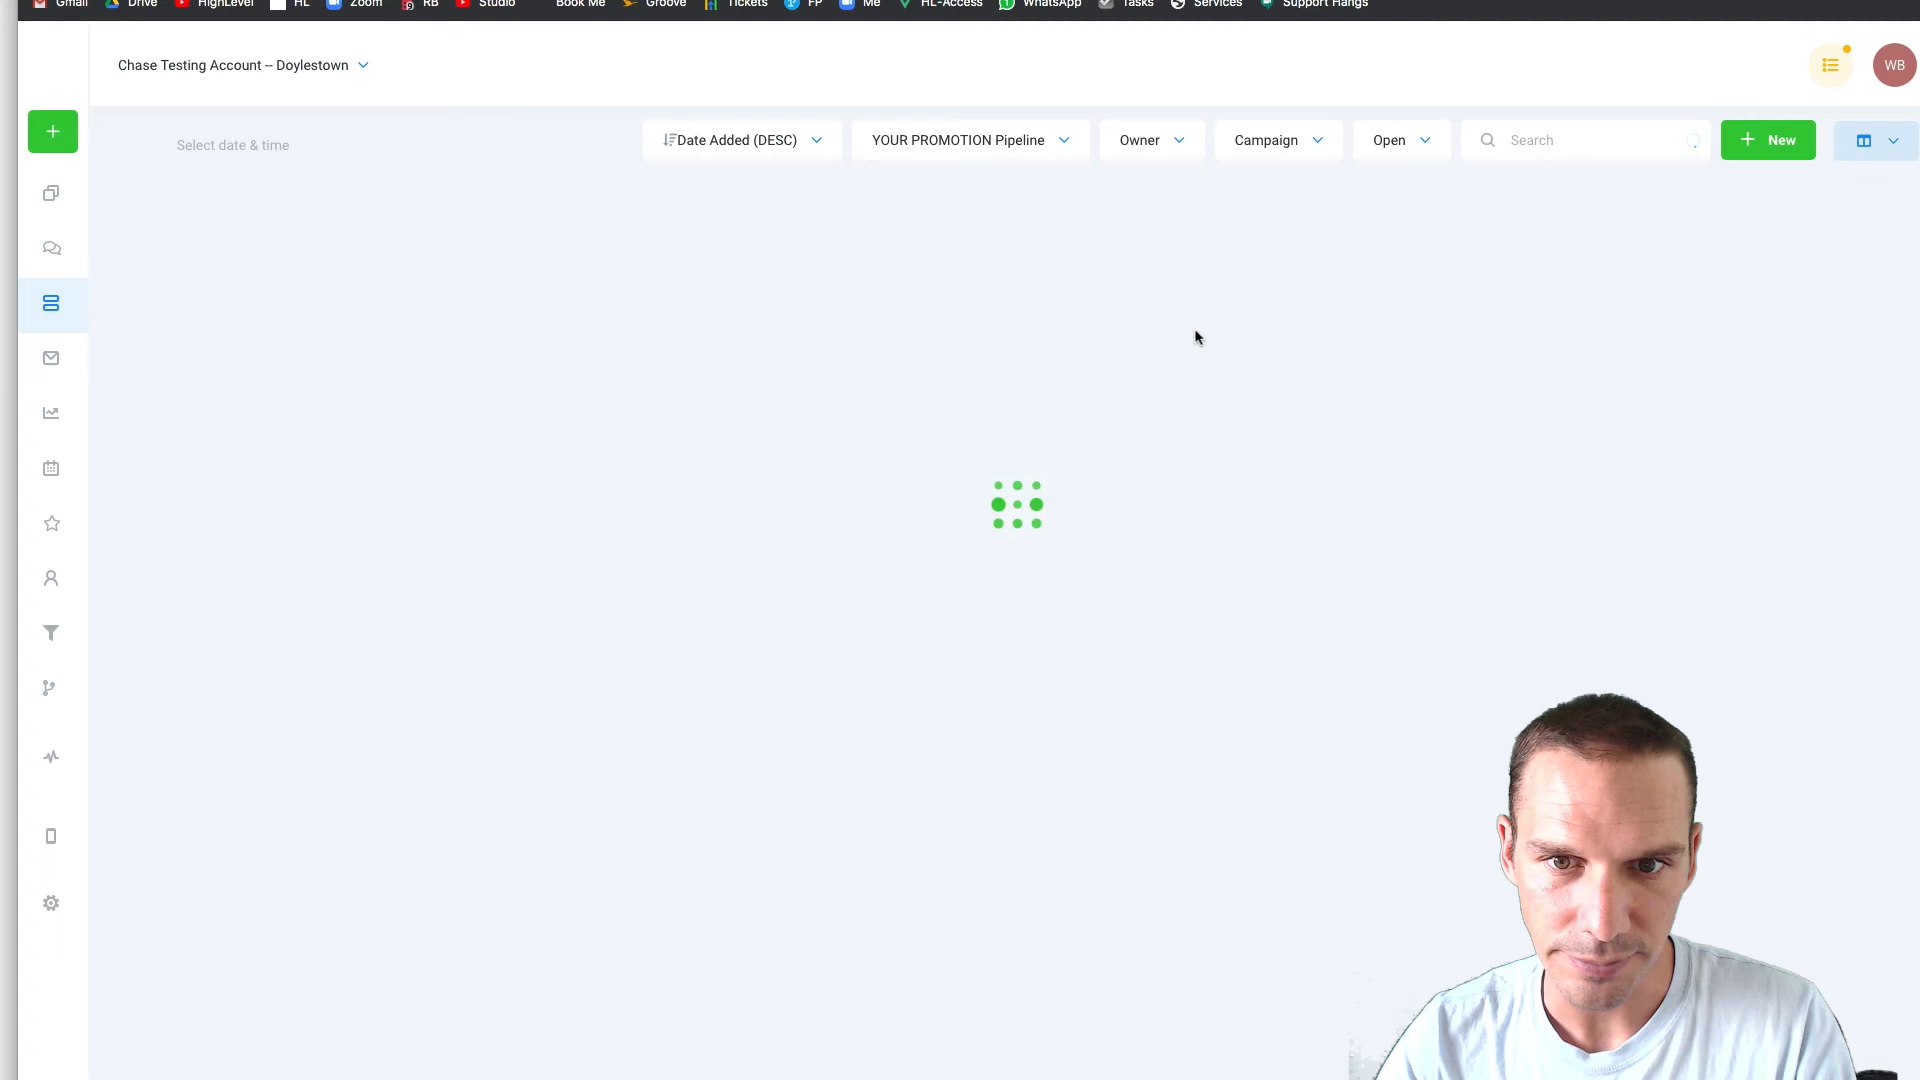 Gmail Drive HighLevel HL Zoom RB Studio Book Me Groove Tickets FP Me HL-Access WhatsApp Tasks Services Support Hangs
Chase Testing Account -- Doylestown
WB
Select date & time
Date Added (DESC)
YOUR PROMOTION Pipeline
Owner
Campaign
Open
Search
New